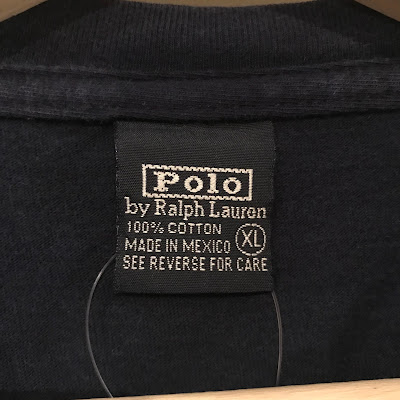 Polo
by Ralph Lauren
100% COTTON
MADE IN MEXICO XL
SEE REVERSE FOR CARE